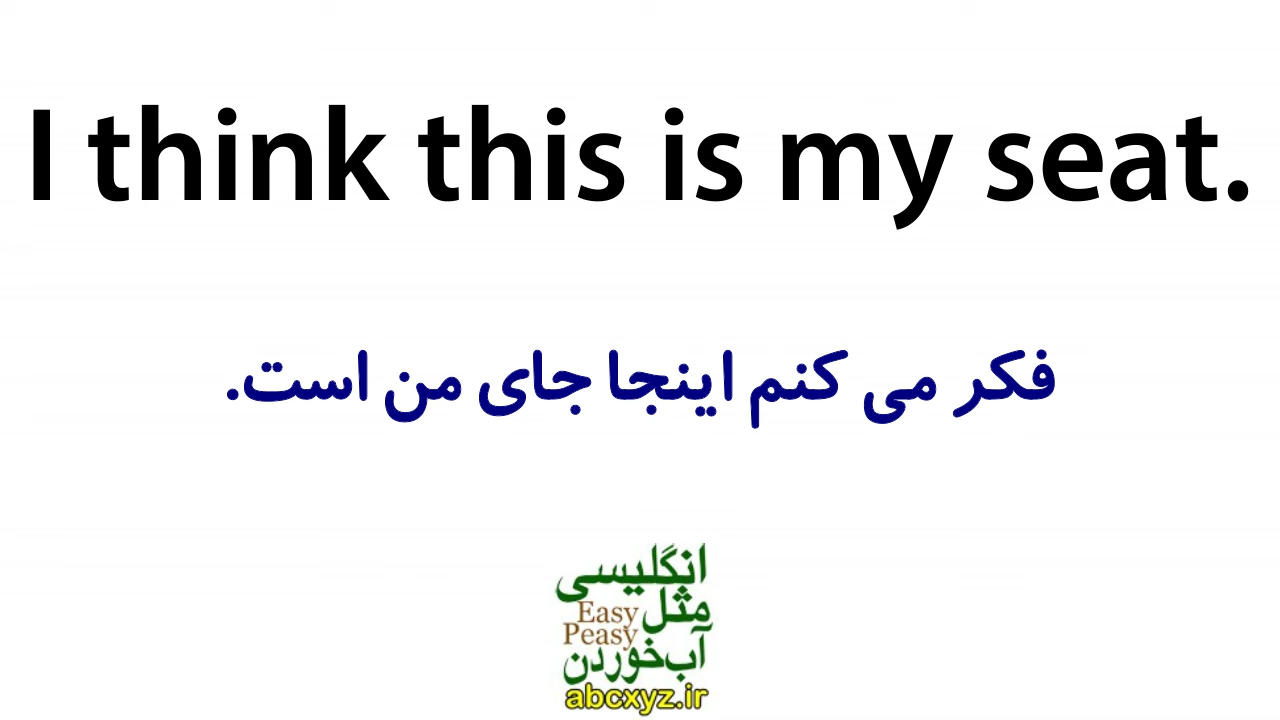 I think this is my seat.
فکر می کنم اینجا جای من است.
انگلیسی
مثل Easy
Peasy
آب‌خوردن
abcxyz.ir